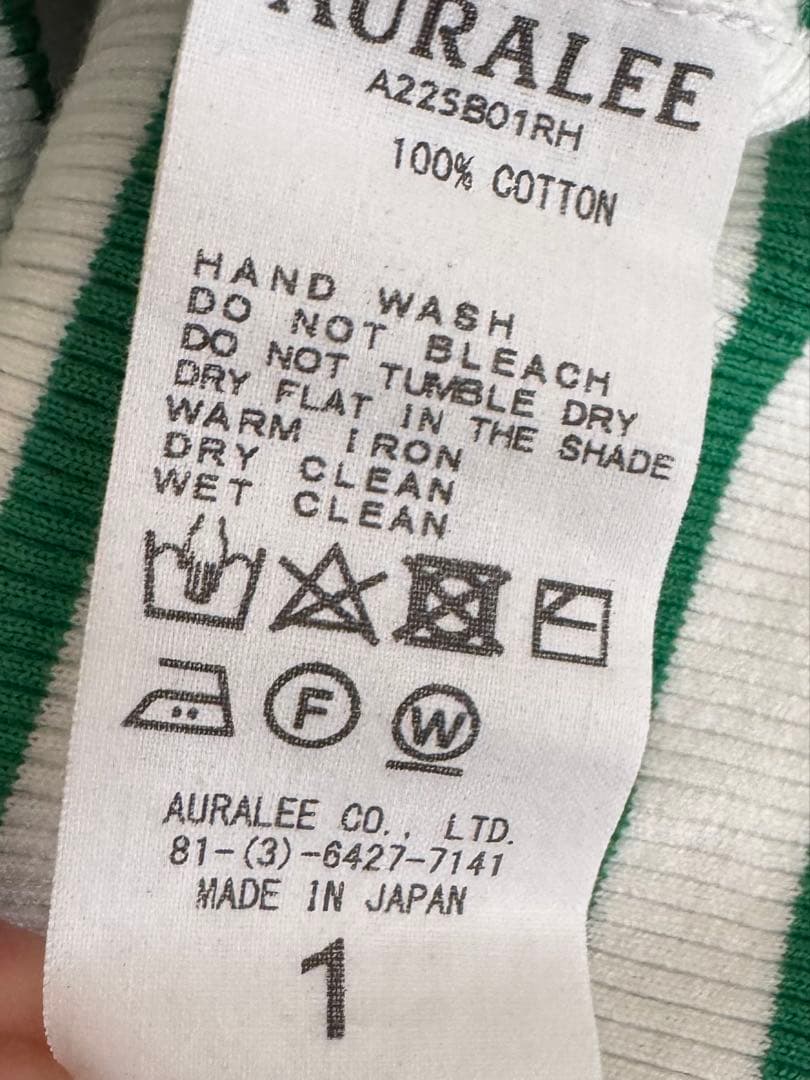 AURALEE
A22SB01RH
100% COTTON
HAND WASH
DO NOT BLEACH
DO NOT TUMBLE DRY
DRY FLAT IN THE SHADE
WARM IRON
DRY CLEAN
WET CLEAN
F
W
AURALEE CO., LTD.
81-(3)-6427-7141
MADE IN JAPAN
1